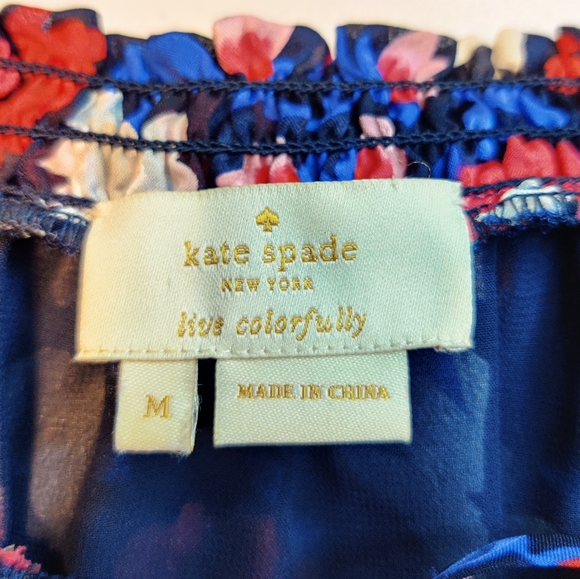 kate spade
NEW YORK
live colorfully
M
MADE IN CHINA